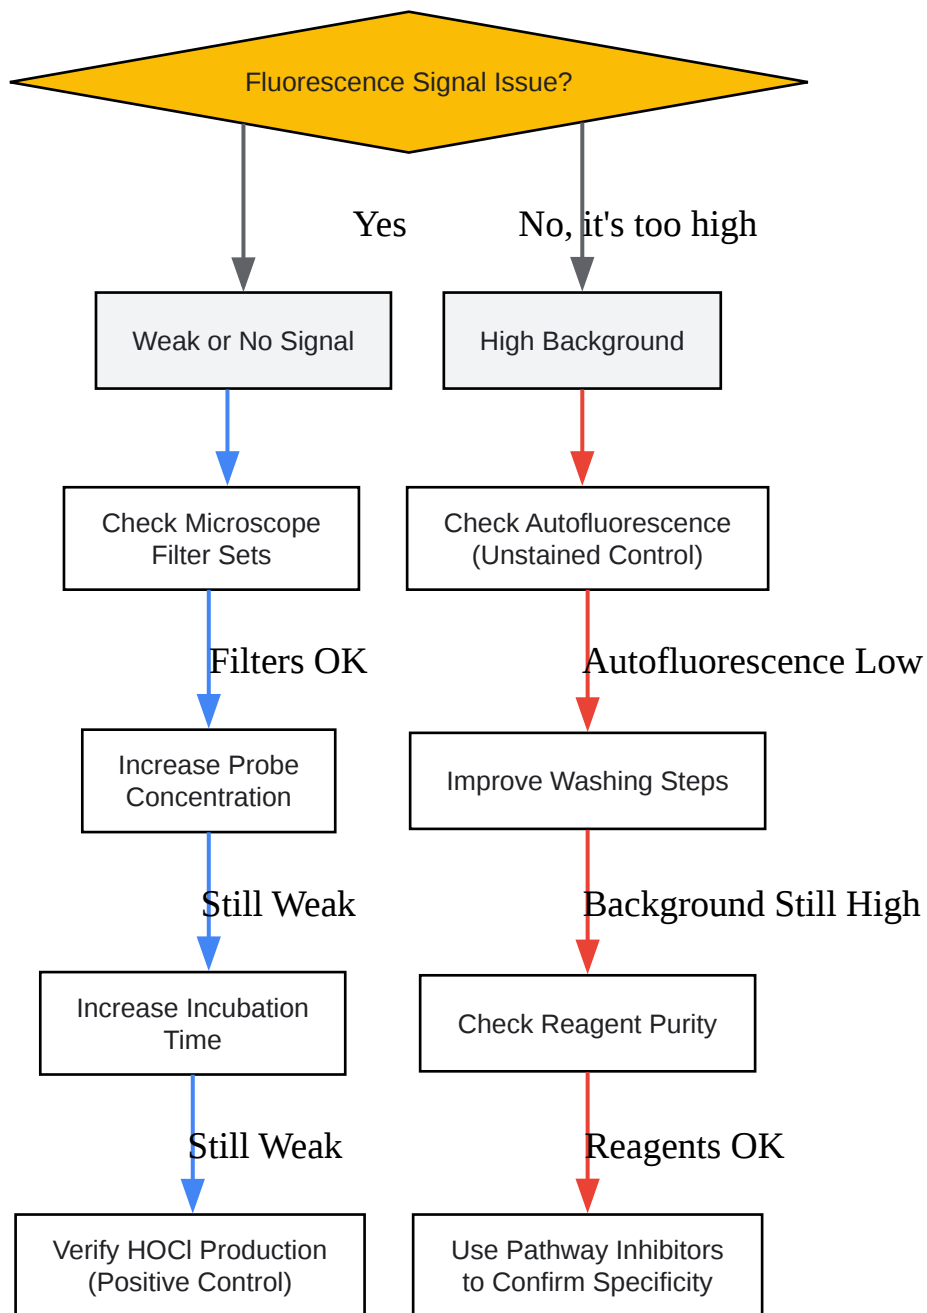 Fluorescence Signal Issue?
Yes
No, it's too high
Weak or No Signal
High Background
Check Microscope
Filter Sets
Check Autofluorescence
(Unstained Control)
Filters OK
Autofluorescence Low
Increase Probe
Concentration
Improve Washing Steps
Still Weak
Background Still High
Increase Incubation
Time
Check Reagent Purity
Still Weak
Reagents OK
Verify HOCl Production
(Positive Control)
Use Pathway Inhibitors
to Confirm Specificity